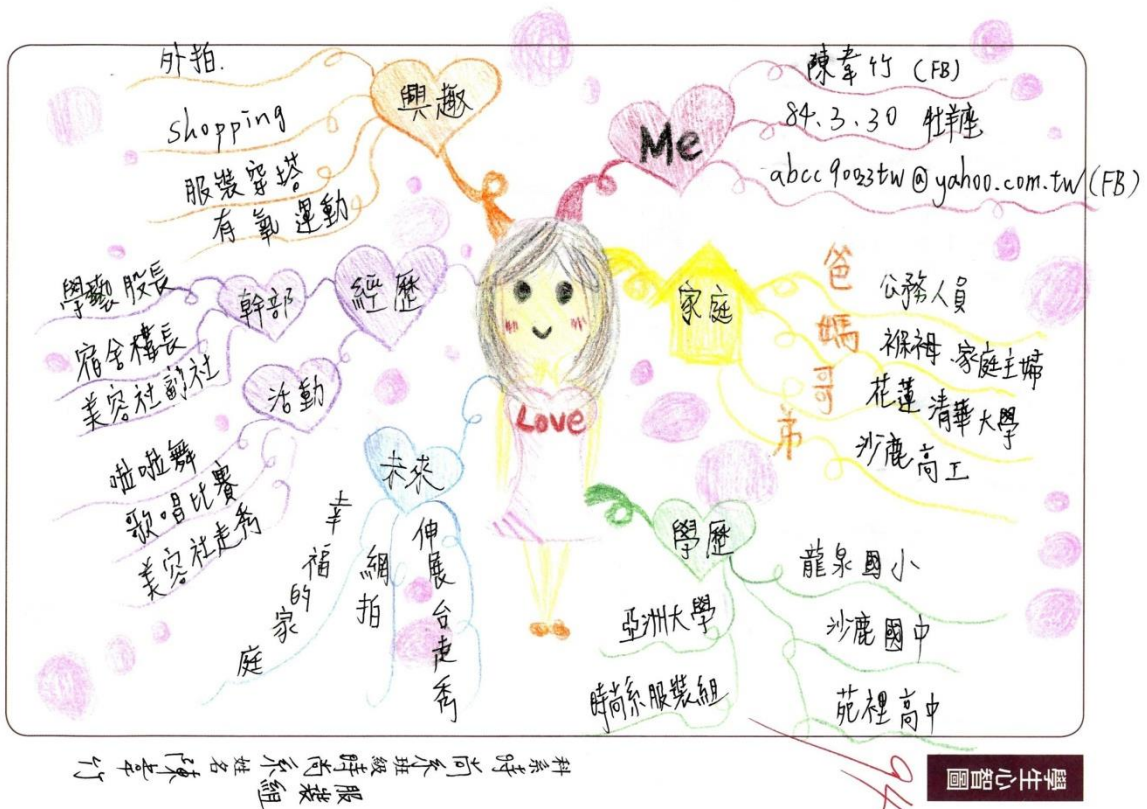 興趣
外拍.
shopping
服裝穿塔
有氧運動
Me
陳韋竹 (FB)
84.3.30 牡羊座
abcc9033tw@yahoo.com.tw (FB)
經歷
幹部
學藝股長
宿舍樓長
美容社副社
活動
啦啦舞
歌唱比賽
美容社走秀
家庭
爸 公務人員
媽 褓母.家庭主婦
哥 花蓮清華大學
弟 沙鹿高工
Love
未來
伸展台走秀
網拍
幸福的家庭
學歷
龍泉國小
沙鹿國中
苑裡高中
亞洲大學
時尚系服裝組
94
學生心智圖
科系 時尚系 班級 時尚系 姓名 陳韋竹
服裝組